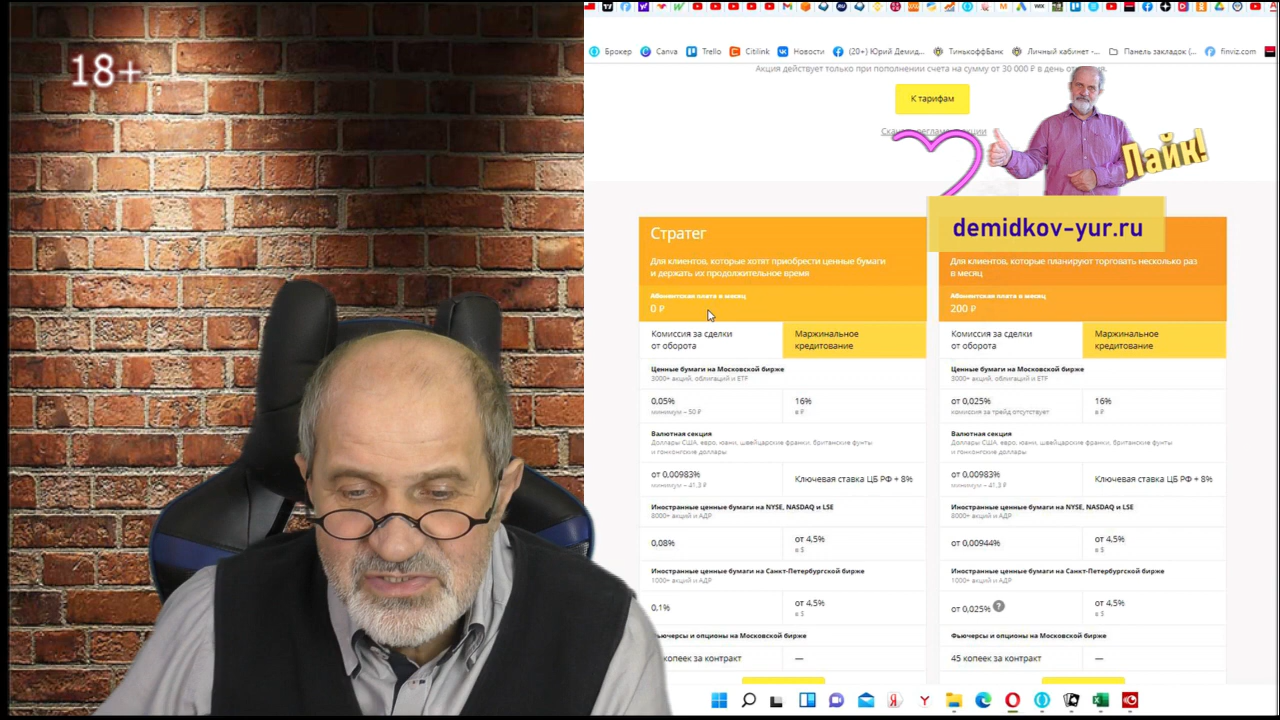 18+
Брокер
Canva
Trello
Citilink
Новости
(20+) Юрий Демид...
ТинькоффБанк
Личный кабинет -...
Панель закладок (...
finviz.com
Акция действует только при пополнении счета на сумму от 30 000 ₽ в день
К тарифам
Лайк!
demidkov-yur.ru
Стратег
Для клиентов, которые хотят приобрести ценные бумаги
и держать их продолжительное время
Абонентская плата в месяц
0 ₽
Комиссия за сделки
от оборота
Маржинальное
кредитование
Ценные бумаги на Московской бирже
3000+ акций, облигаций и ETF
0,05%
минимум – 50 ₽
16%
в ₽
Валютная секция
Доллары США, евро, юани, швейцарские франки, британские фунты
и гонконгские доллары
от 0,00983%
минимум – 41,3 ₽
Ключевая ставка ЦБ РФ + 8%
Иностранные ценные бумаги на NYSE, NASDAQ и LSE
8000+ акций и АДР
0,08%
от 4,5%
в $
Иностранные ценные бумаги на Санкт-Петербургской бирже
1000+ акций и АДР
0,1%
от 4,5%
в $
Фьючерсы и опционы на Московской бирже
копеек за контракт
—
Для клиентов, которые планируют торговать несколько раз
в месяц
Абонентская плата в месяц
200 ₽
Комиссия за сделки
от оборота
Маржинальное
кредитование
Ценные бумаги на Московской бирже
3000+ акций, облигаций и ETF
от 0,025%
комиссия за трейд отсутствует
16%
в ₽
Валютная секция
Доллары США, евро, юани, швейцарские франки, британские фунты
и гонконгские доллары
от 0,00983%
минимум – 41,3 ₽
Ключевая ставка ЦБ РФ + 8%
Иностранные ценные бумаги на NYSE, NASDAQ и LSE
8000+ акций и АДР
от 0,00944%
от 4,5%
в $
Иностранные ценные бумаги на Санкт-Петербургской бирже
1000+ акций и АДР
от 0,025% ?
от 4,5%
в $
Фьючерсы и опционы на Московской бирже
45 копеек за контракт
—